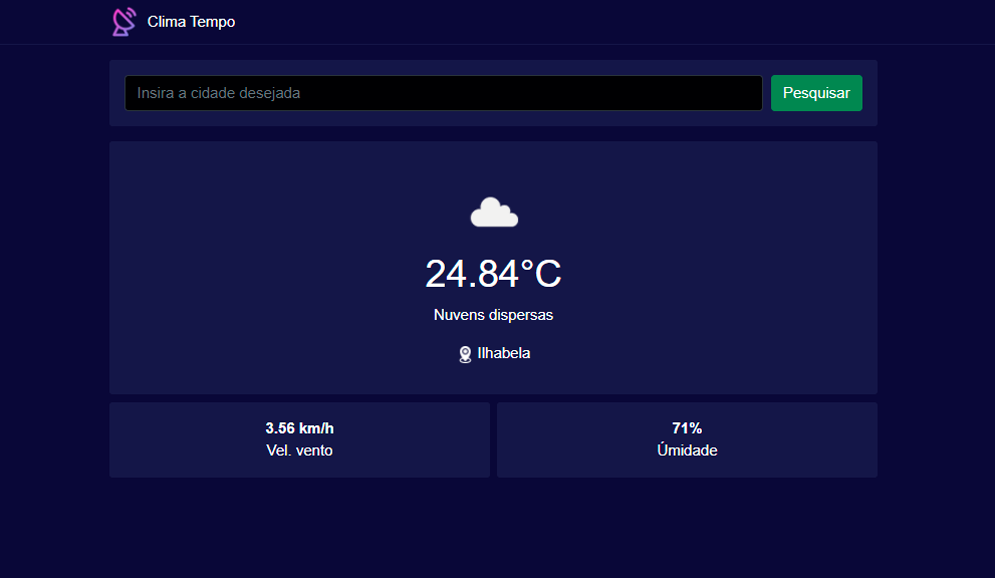 Clima Tempo
Insira a cidade desejada
Pesquisar
24.84°C
Nuvens dispersas
Ilhabela
3.56 km/h
Vel. vento
71%
Úmidade